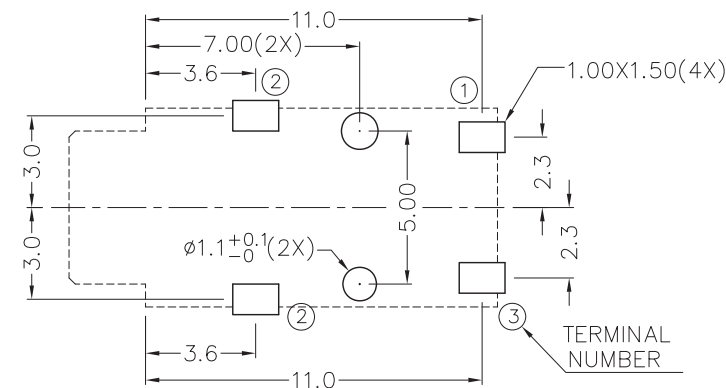 11.0
7.00(2X)
3.6
②
①
1.00X1.50(4X)
3.0
2.3
5.00
3.0
2.3
⌀1.1+0.1-0(2X)
②
③
3.6
TERMINAL
NUMBER
11.0